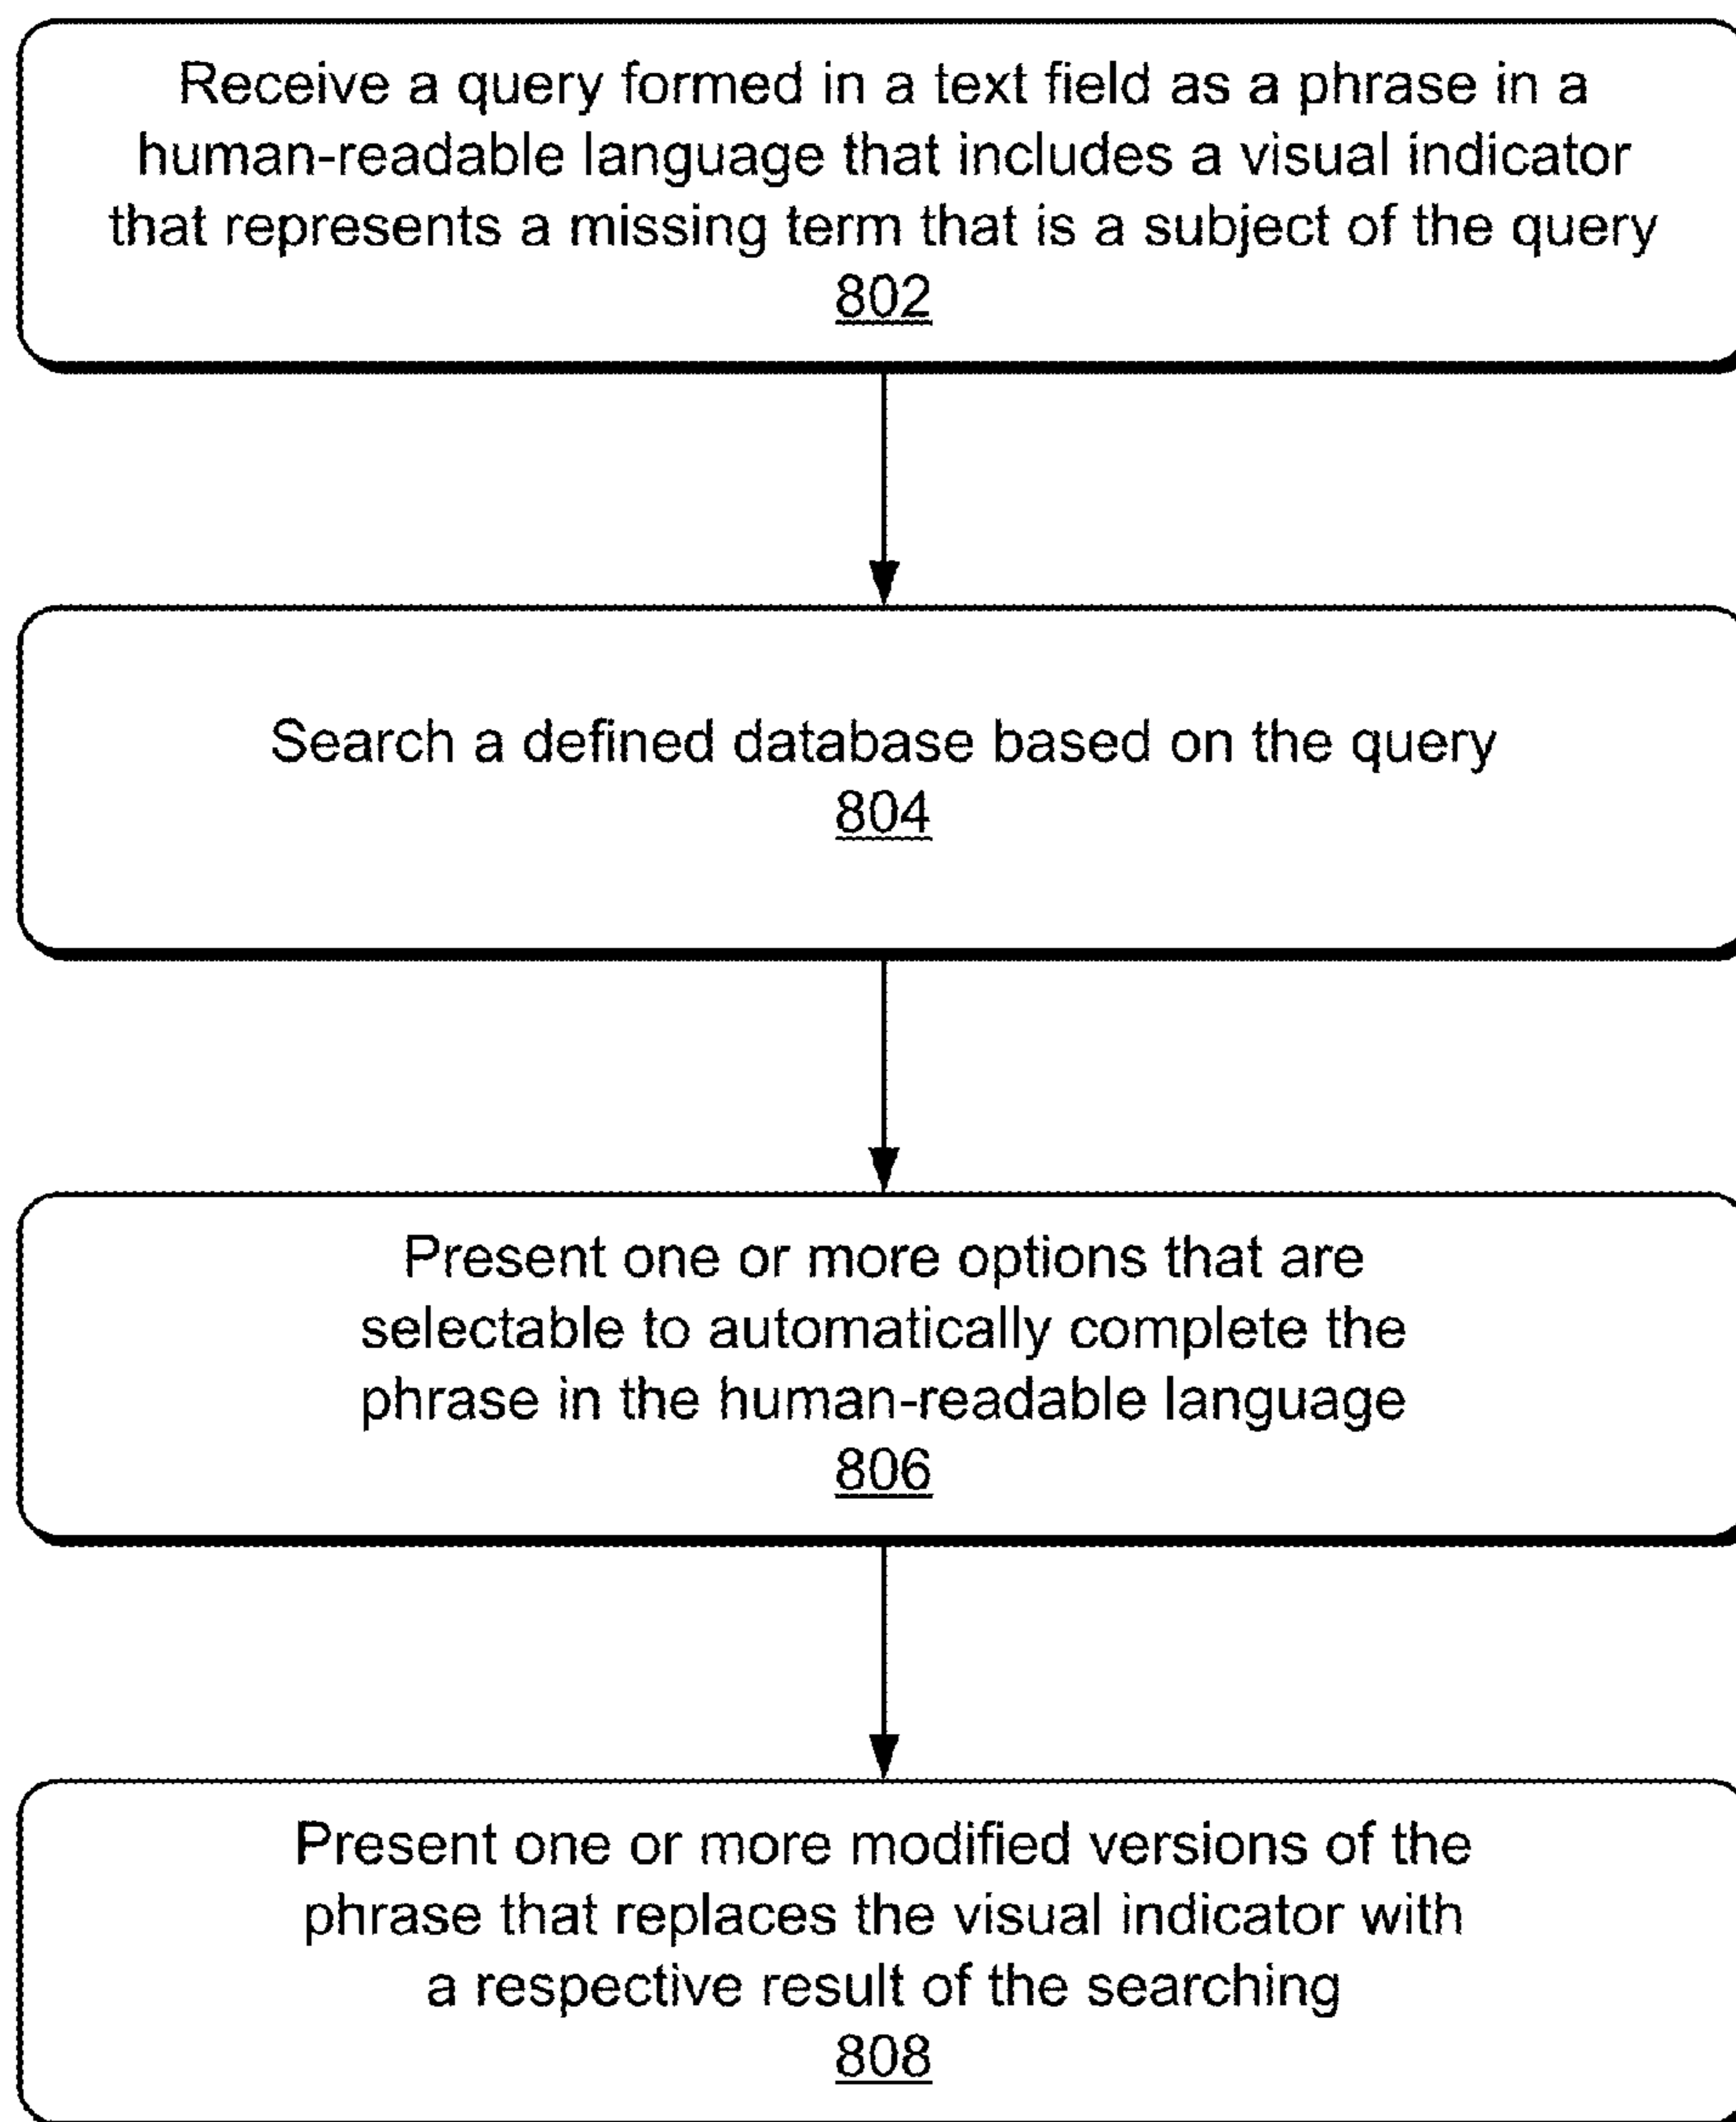 Receive a query formed in a text field as a phrase in a
human-readable language that includes a visual indicator
that represents a missing term that is a subject of the query
802
Search a defined database based on the query
804
Present one or more options that are
selectable to automatically complete the
phrase in the human-readable language
806
Present one or more modified versions of the
phrase that replaces the visual indicator with
a respective result of the searching
808